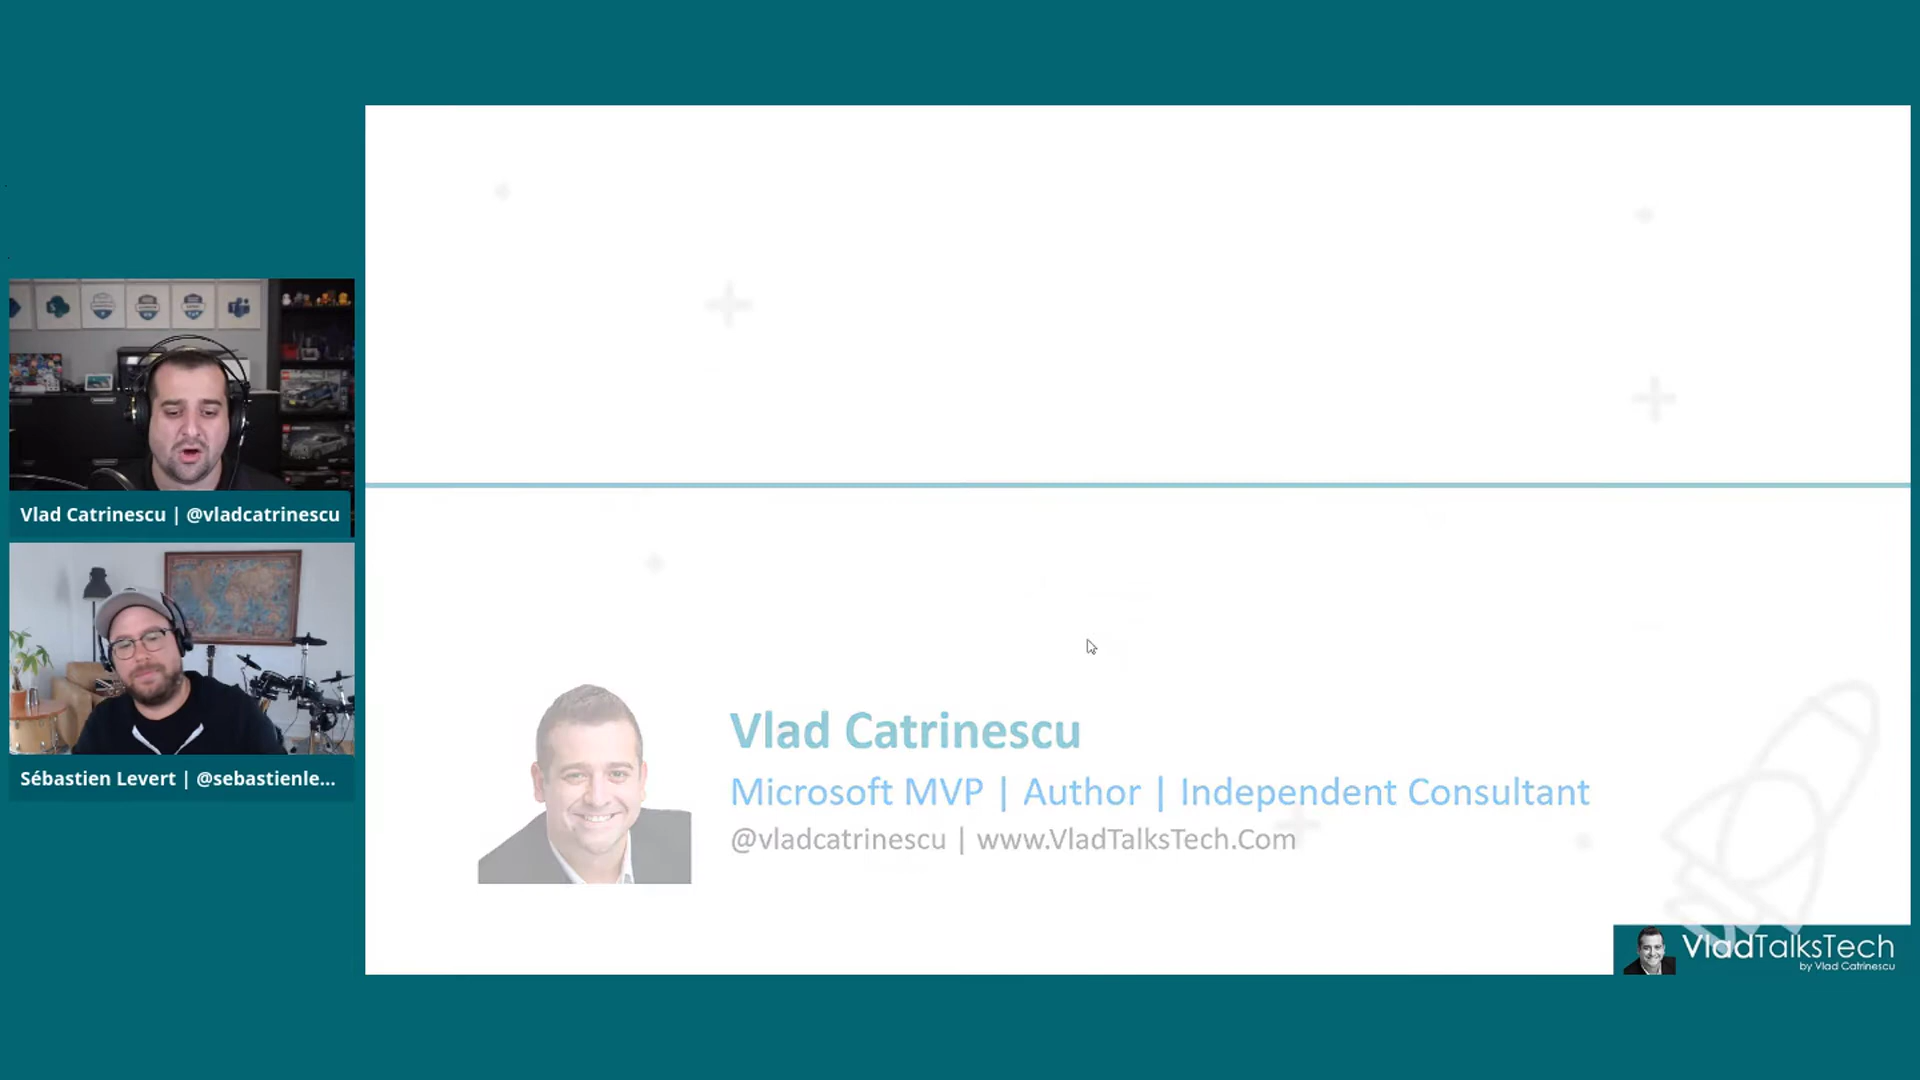 Vlad Catrinescu | @vladcatrinescu
Sébastien Levert | @sebastienle...
Vlad Catrinescu
Microsoft MVP | Author | Independent Consultant
@vladcatrinescu | www.VladTalksTech.Com
VladTalksTech
by Vlad Catrinescu